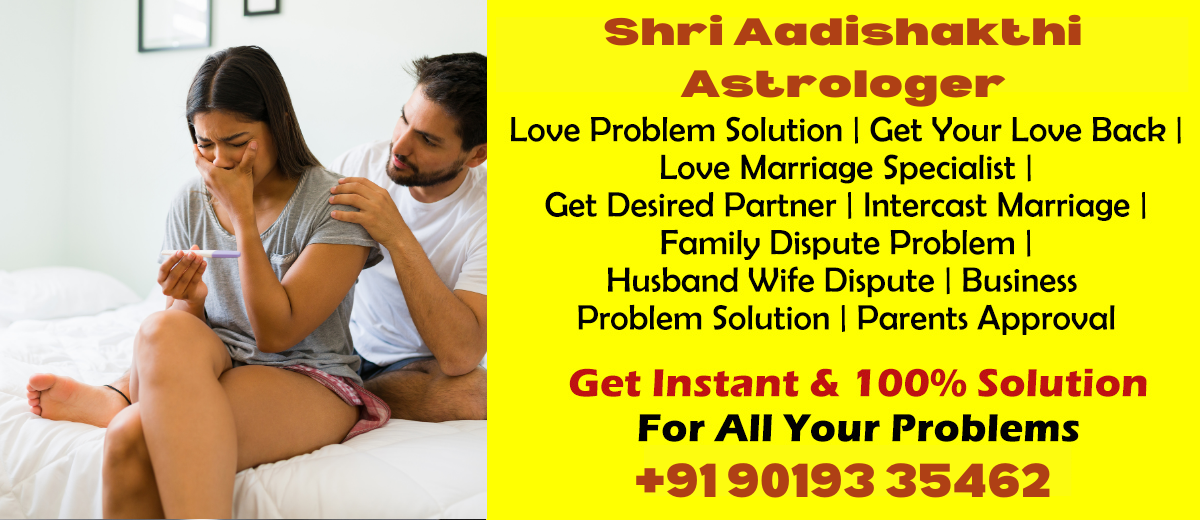 Shri Aadishakthi
Astrologer
Love Problem Solution | Get Your Love Back |
Love Marriage Specialist |
Get Desired Partner | Intercast Marriage |
Family Dispute Problem |
Husband Wife Dispute | Business
Problem Solution | Parents Approval
Get Instant & 100% Solution
For All Your Problems
+91 90193 35462